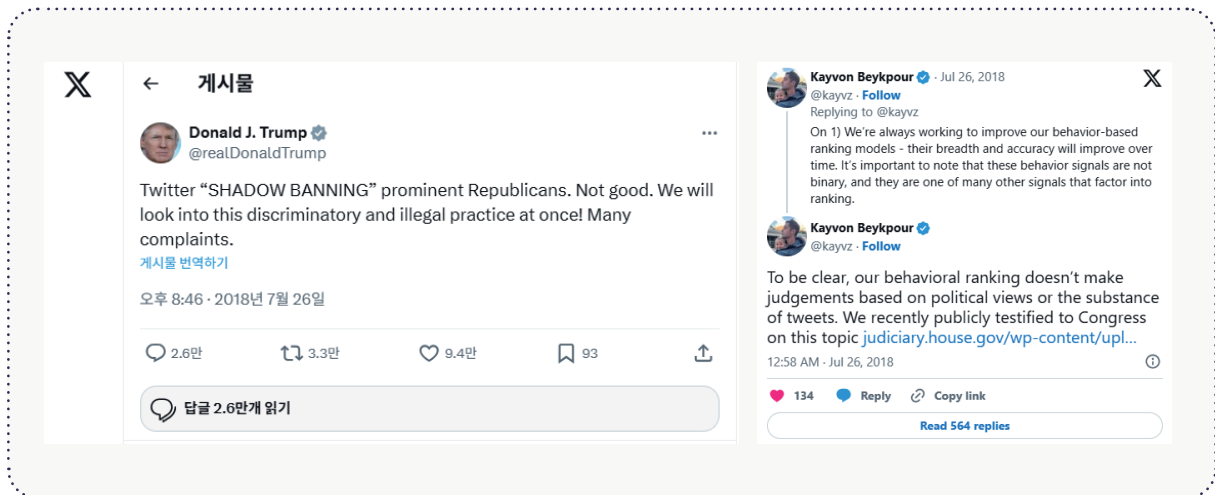 게시물
Donald J. Trump
@realDonaldTrump
Twitter “SHADOW BANNING” prominent Republicans. Not good. We will
look into this discriminatory and illegal practice at once! Many
complaints.
게시물 번역하기
오후 8:46 · 2018년 7월 26일
2.6만 3.3만 9.4만 93
답글 2.6만개 읽기
Kayvon Beykpour · Jul 26, 2018
@kayvz · Follow
Replying to @kayvz
On 1) We’re always working to improve our behavior-based
ranking models - their breadth and accuracy will improve over
time. It’s important to note that these behavior signals are not
binary, and they are one of many other signals that factor into
ranking.
Kayvon Beykpour
@kayvz · Follow
To be clear, our behavioral ranking doesn’t make
judgements based on political views or the substance
of tweets. We recently publicly testified to Congress
on this topic judiciary.house.gov/wp-content/upl...
12:58 AM · Jul 26, 2018
134 Reply Copy link
Read 564 replies